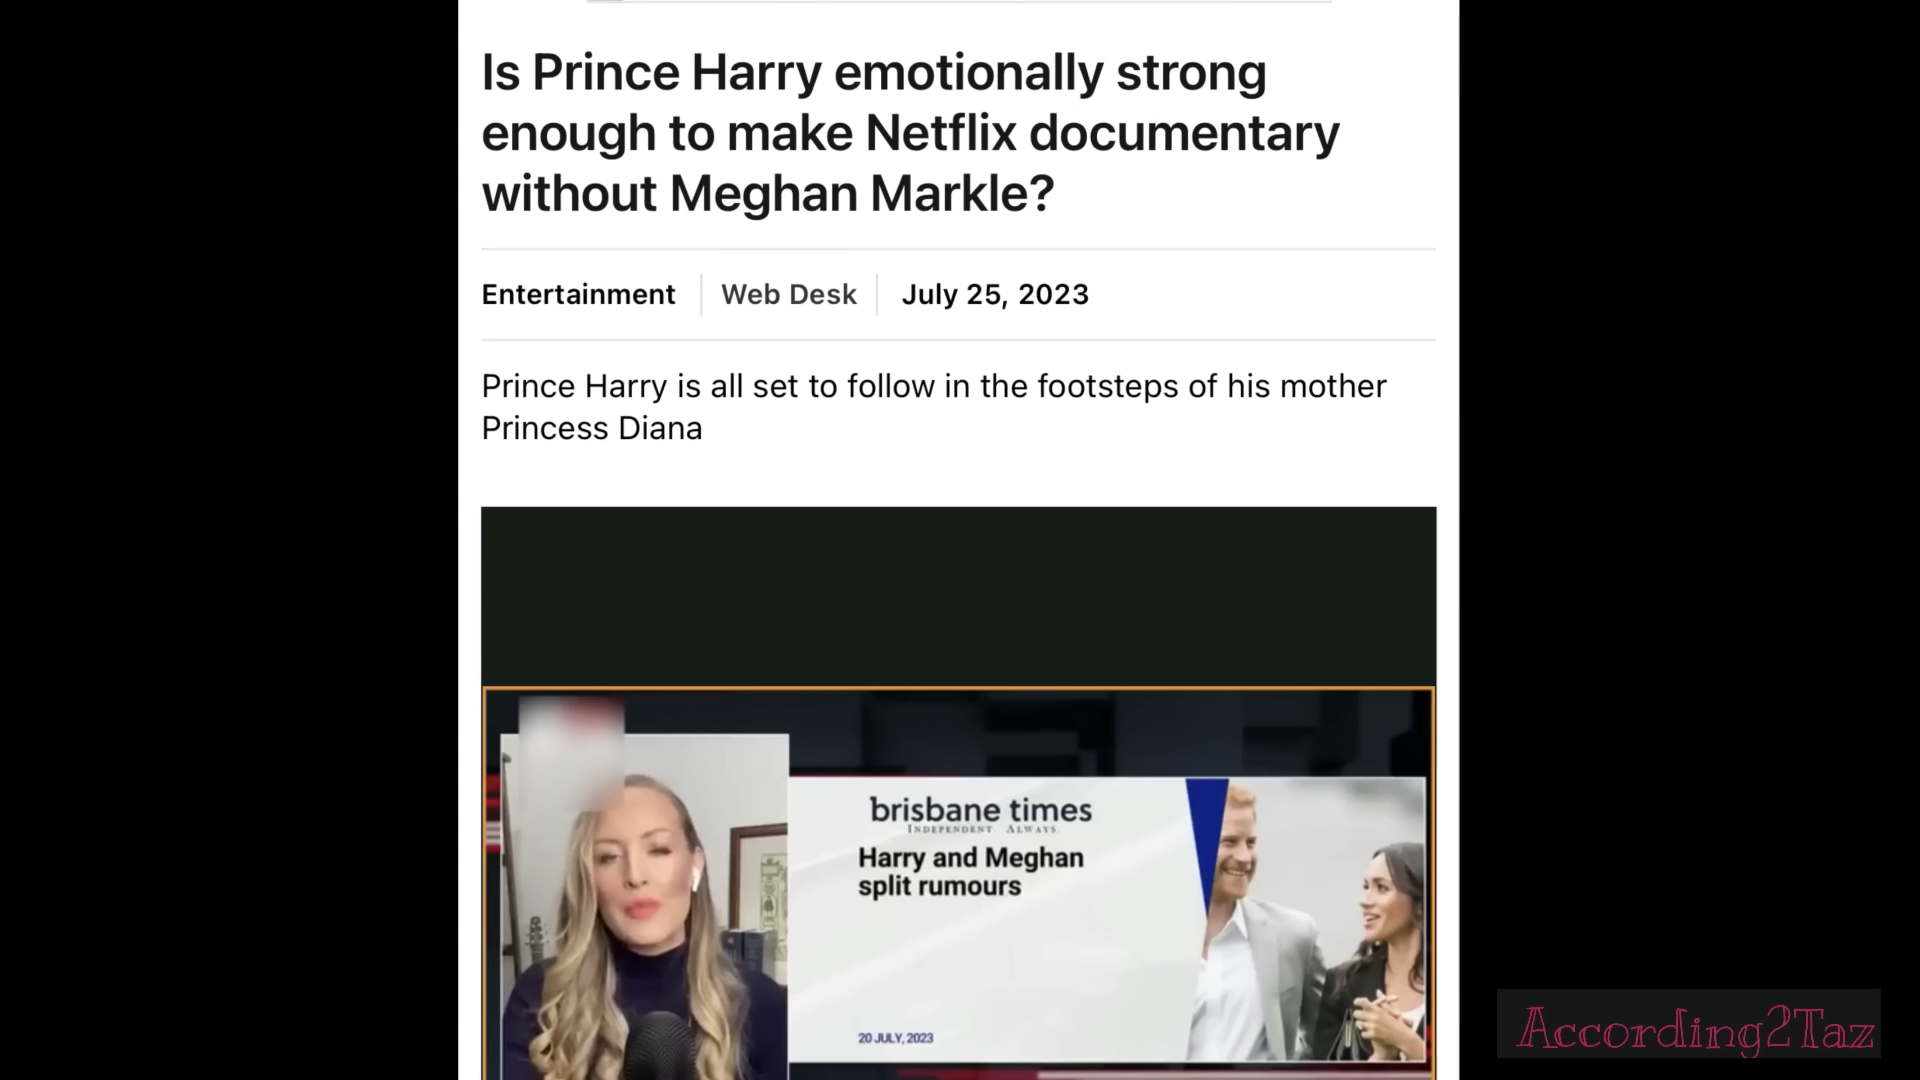 Is Prince Harry emotionally strong
enough to make Netflix documentary
without Meghan Markle?
Entertainment
Web Desk
July 25, 2023
Prince Harry is all set to follow in the footsteps of his mother
Princess Diana
brisbane times
INDEPENDENT. ALWAYS.
Harry and Meghan
split rumours
20 JULY, 2023
According2Taz